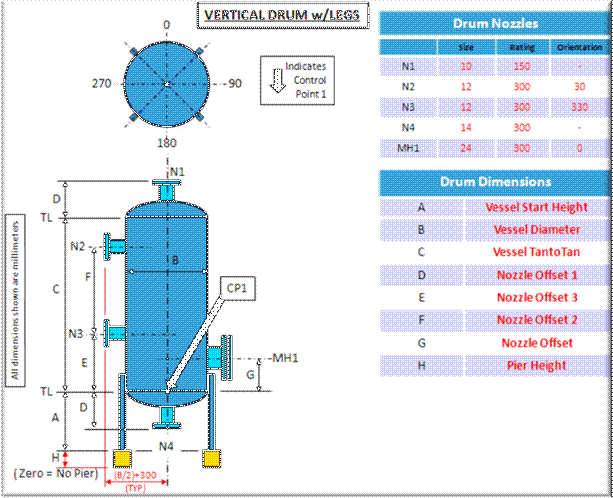 VERTICAL DRUM w/LEGS
0
270
90
180
Indicates
Control
Point 1
Drum Nozzles
Size Rating Orientation
N1 10 150 -
N2 12 300 30
N3 12 300 330
N4 14 300 -
MH1 24 300 0
Drum Dimensions
A Vessel Start Height
B Vessel Diameter
C Vessel TantoTan
D Nozzle Offset 1
E Nozzle Offset 3
F Nozzle Offset 2
G Nozzle Offset
H Pier Height
All dimensions shown are millimeters
N1
D
TL
N2
B
F
C
CP1
N3
MH1
E
G
TL
D
A
N4
H
(Zero = No Pier)
(B/2)+300
(TYP)